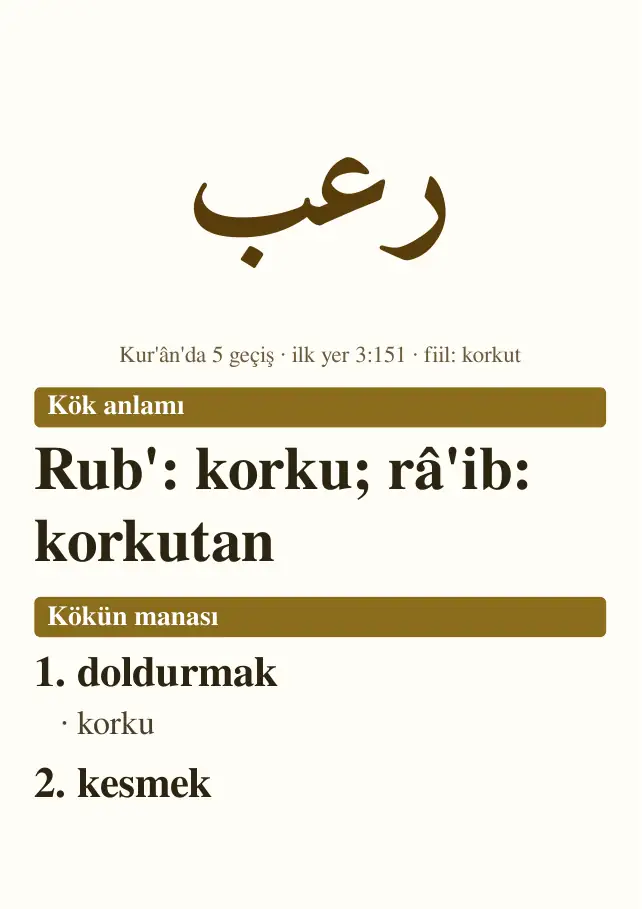 رعب
Kur'ân'da 5 geçiş · ilk yer 3:151 · fiil: korkut
Kök anlamı
Rub': korku; râ'ib:
korkutan
Kökün manası
1. doldurmak
· korku
2. kesmek